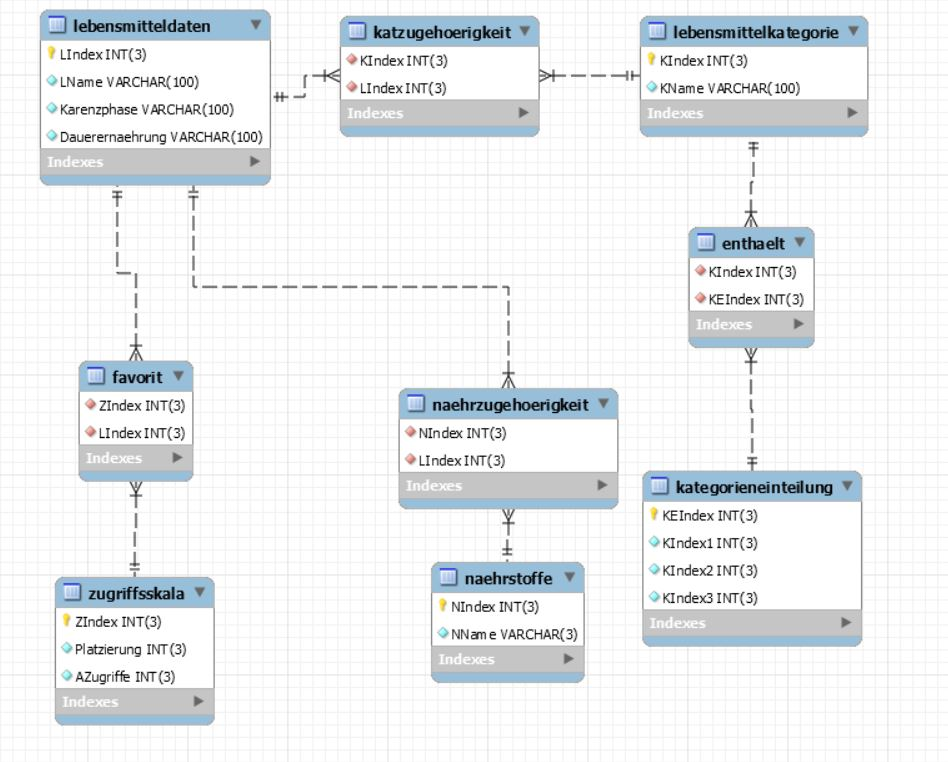 lebensmitteldaten
LIndex INT(3)
LName VARCHAR(100)
Karenzphase VARCHAR(100)
Dauerernaehrung VARCHAR(100)
Indexes
katzugehoerigkeit
KIndex INT(3)
LIndex INT(3)
Indexes
lebensmittelkategorie
KIndex INT(3)
KName VARCHAR(100)
Indexes
enthaelt
KIndex INT(3)
KEIndex INT(3)
Indexes
favorit
ZIndex INT(3)
LIndex INT(3)
Indexes
naehrzugehoerigkeit
NIndex INT(3)
LIndex INT(3)
Indexes
kategorieneinteilung
KEIndex INT(3)
KIndex1 INT(3)
KIndex2 INT(3)
KIndex3 INT(3)
Indexes
zugriffsskala
ZIndex INT(3)
Platzierung INT(3)
AZugriffe INT(3)
Indexes
naehrstoffe
NIndex INT(3)
NName VARCHAR(3)
Indexes